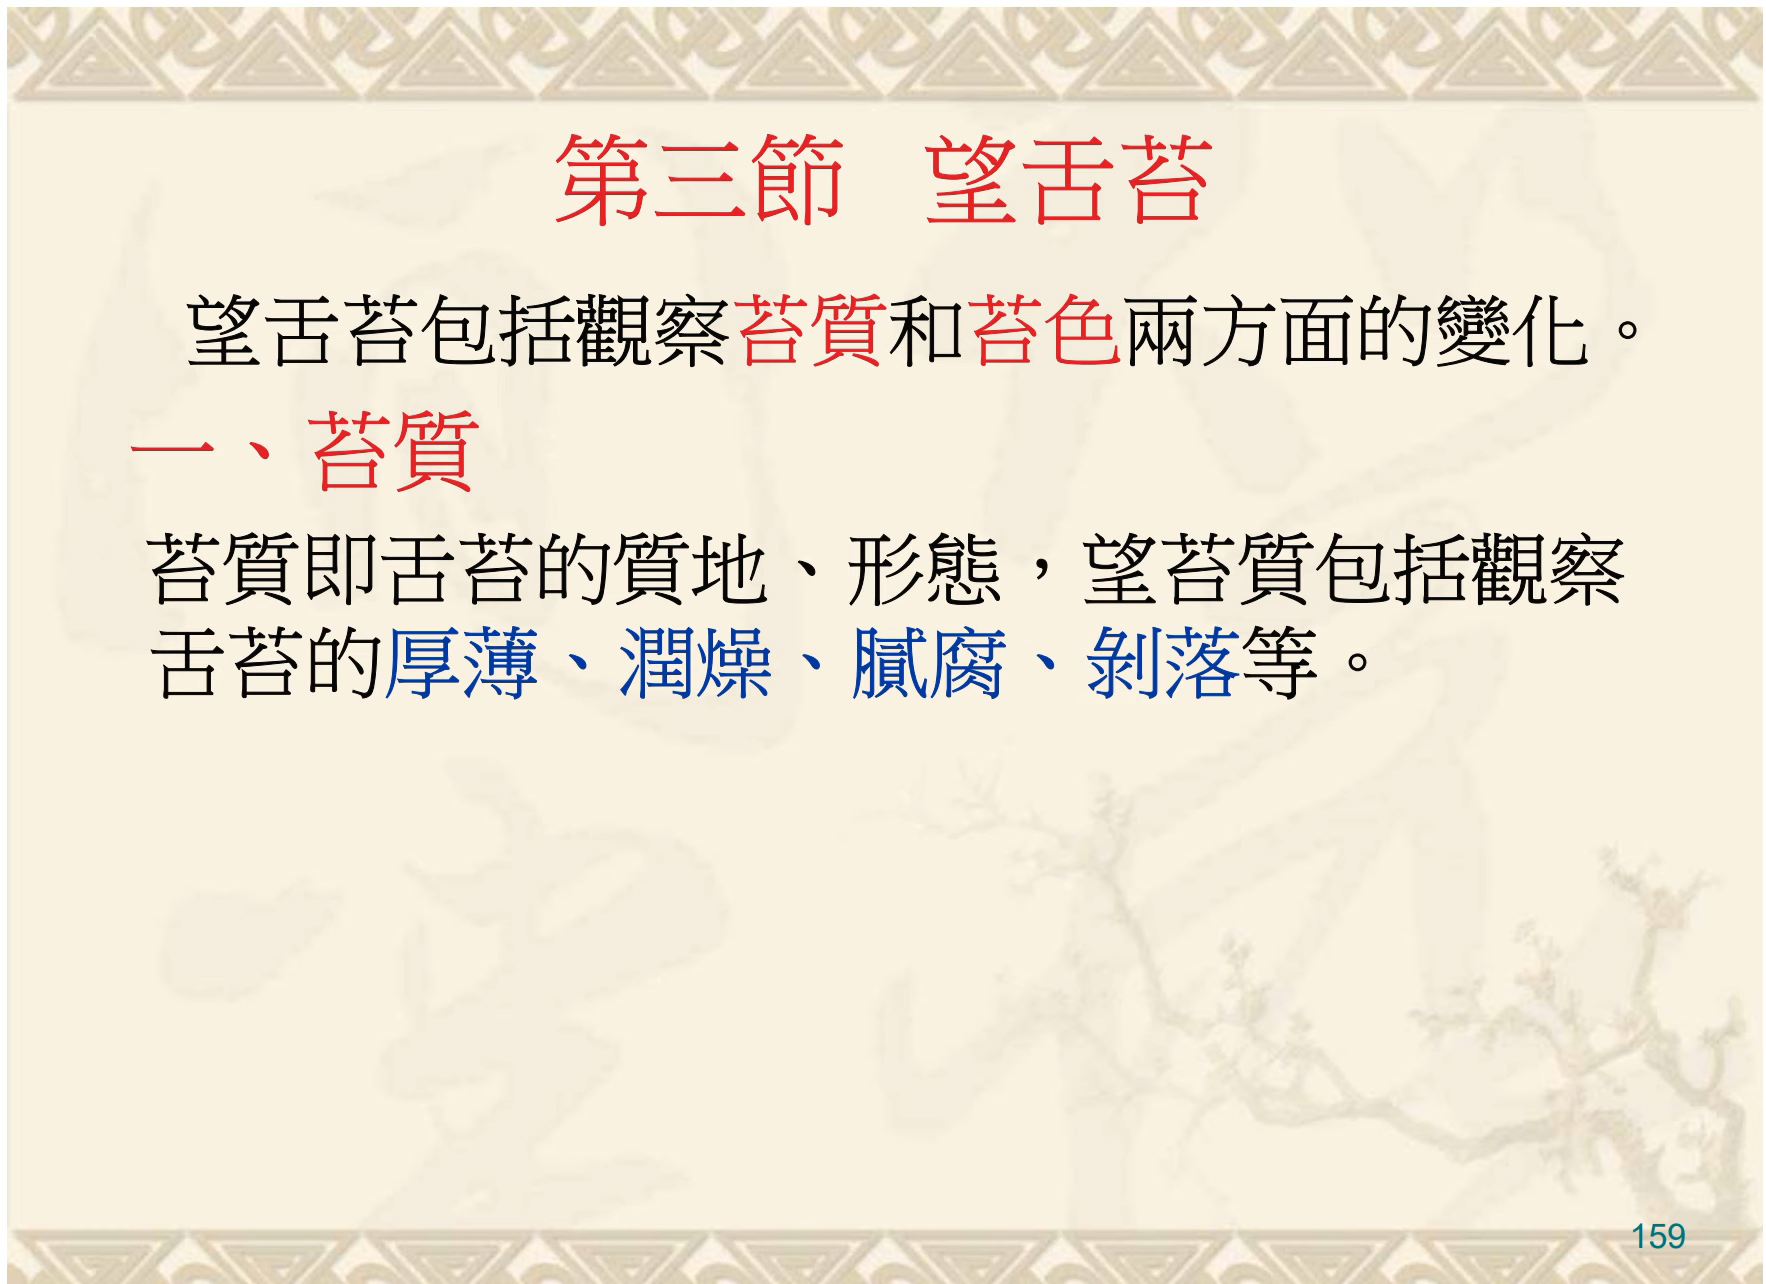 第三節 望舌苔
望舌苔包括觀察苔質和苔色兩方面的變化。
一、苔質
苔質即舌苔的質地、形態，望苔質包括觀察
舌苔的厚薄、潤燥、膩腐、剝落等。
159